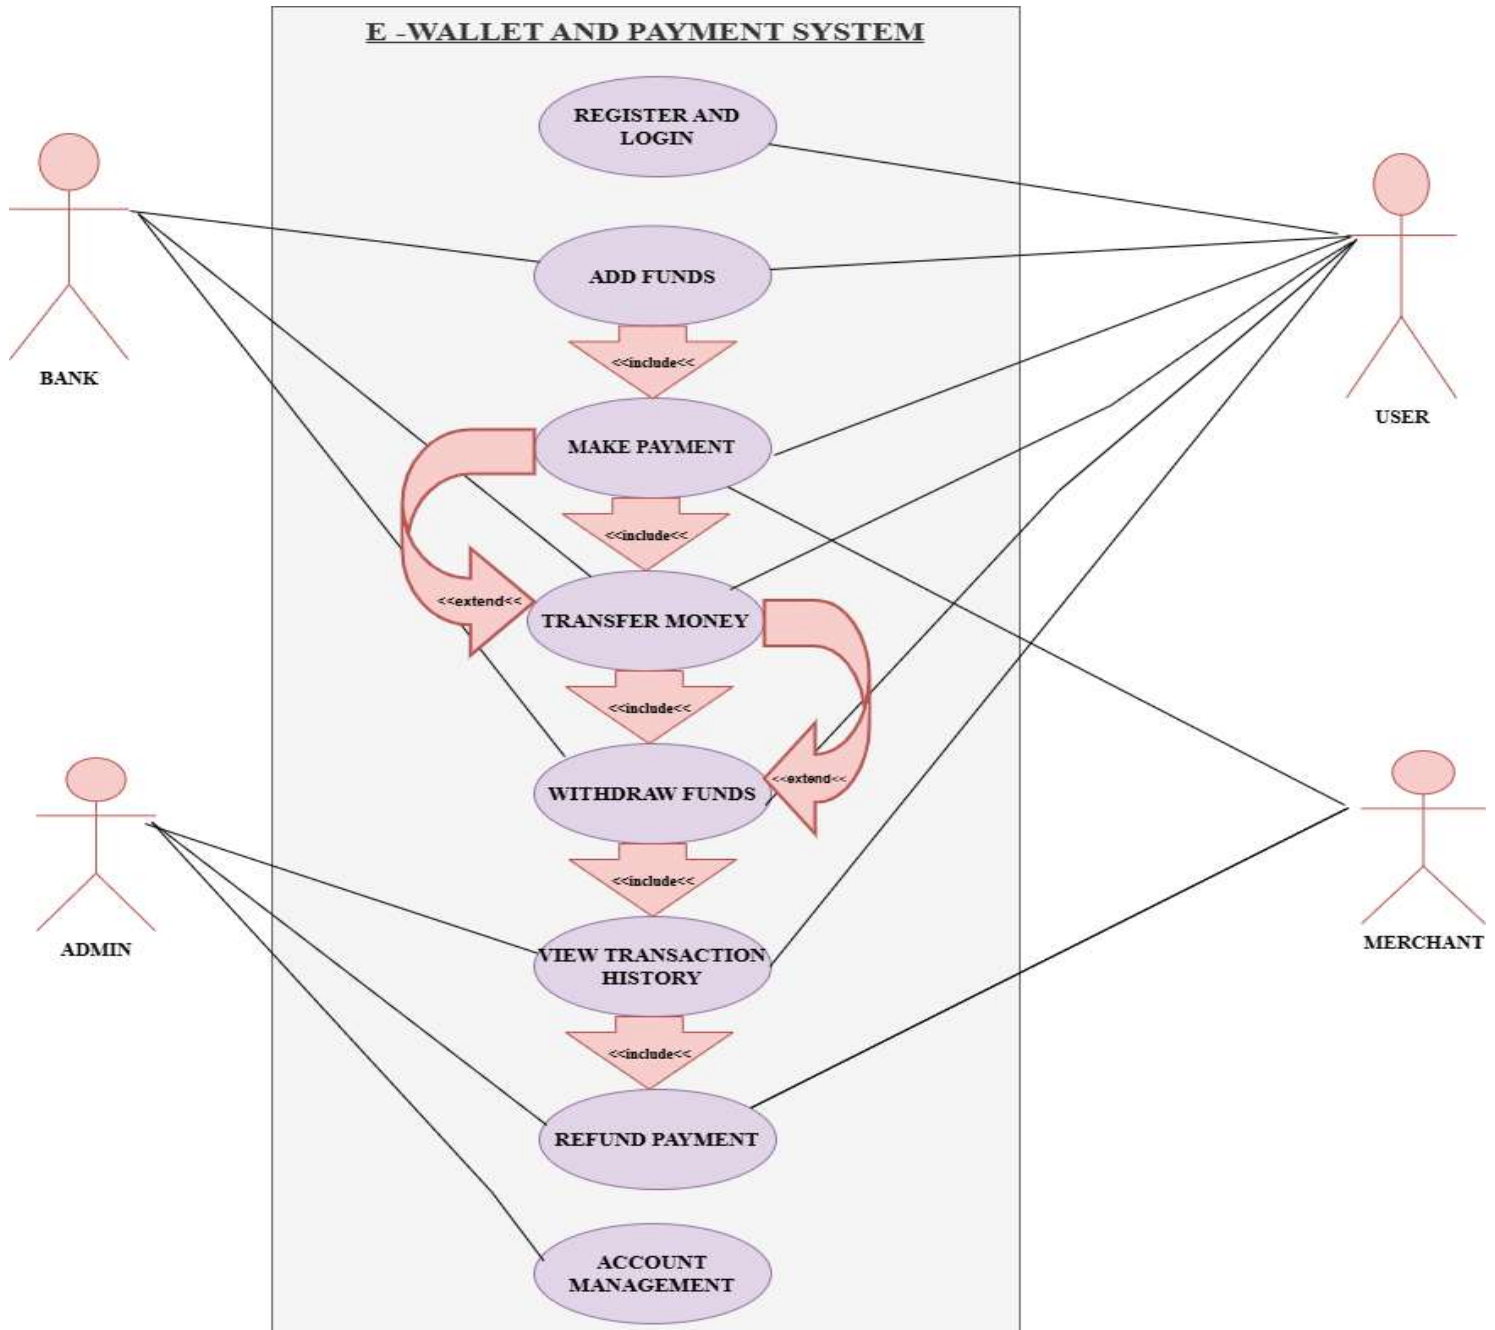 E -WALLET AND PAYMENT SYSTEM
REGISTER AND
LOGIN
ADD FUNDS
<<include<<
BANK
USER
MAKE PAYMENT
<<include<<
<<extend<<
TRANSFER MONEY
<<include<<
<<extend<<
WITHDRAW FUNDS
<<include<<
ADMIN
MERCHANT
VIEW TRANSACTION
HISTORY
<<include<<
REFUND PAYMENT
ACCOUNT
MANAGEMENT